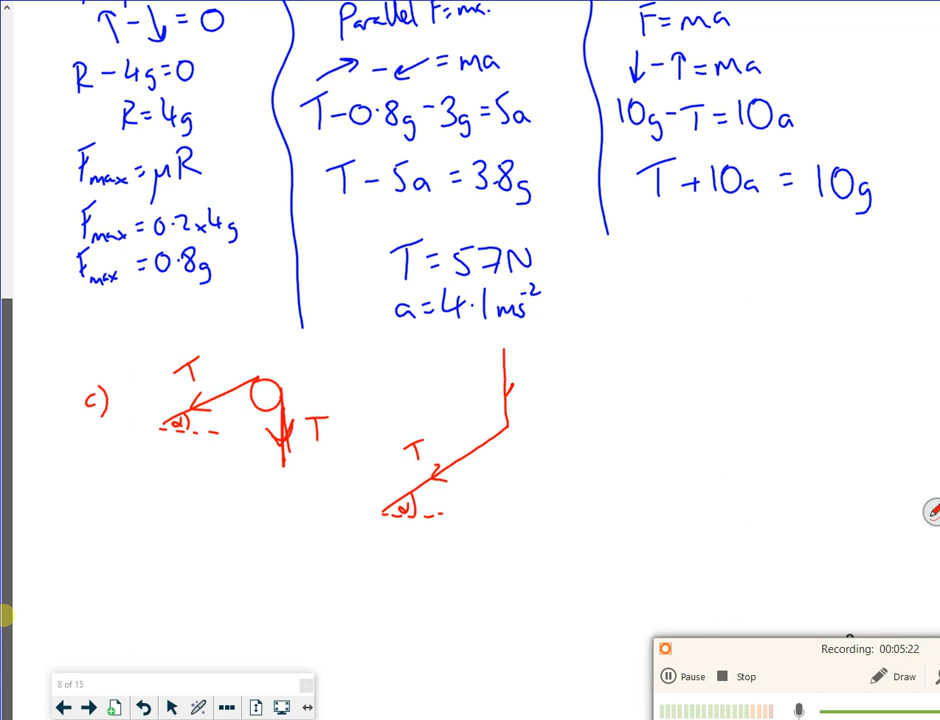 ↑ - ↓ = 0
R - 4g = 0
R = 4g
Fmax = μR
Fmax = 0.2 x 4g
Fmax = 0.8g
Parallel F = ma.
↗ - ↙ = ma
T - 0.8g - 3g = 5a
T - 5a = 3.8g
T = 57N
a = 4.1 ms⁻²
F = ma
↓ - ↑ = ma
10g - T = 10a
T + 10a = 10g
c)
T
α
T
T
α
8 of 15
Recording: 00:05:22
Pause Stop Draw